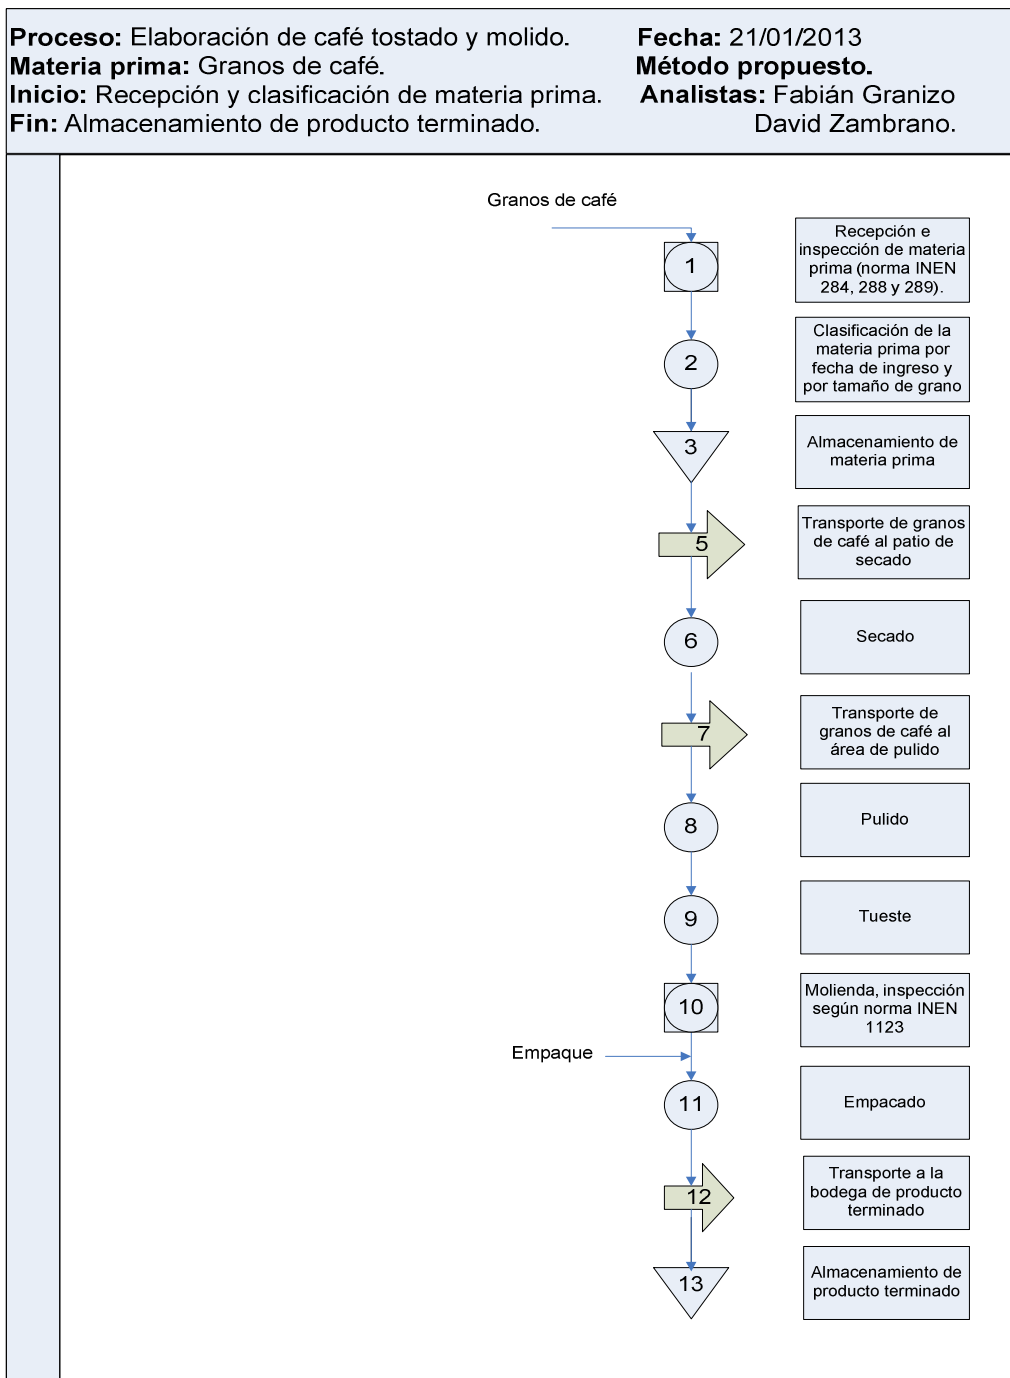 Proceso: Elaboración de café tostado y molido. Fecha: 21/01/2013
Materia prima: Granos de café. Método propuesto.
Inicio: Recepción y clasificación de materia prima. Analistas: Fabián Granizo
Fin: Almacenamiento de producto terminado. David Zambrano.
Granos de café
1
Recepción e
inspección de materia
prima (norma INEN
284, 288 y 289).
2
Clasificación de la
materia prima por
fecha de ingreso y
por tamaño de grano
3
Almacenamiento de
materia prima
5
Transporte de granos
de café al patio de
secado
6
Secado
7
Transporte de
granos de café al
área de pulido
8
Pulido
9
Tueste
10
Molienda, inspección
según norma INEN
1123
Empaque
11
Empacado
12
Transporte a la
bodega de producto
terminado
13
Almacenamiento de
producto terminado